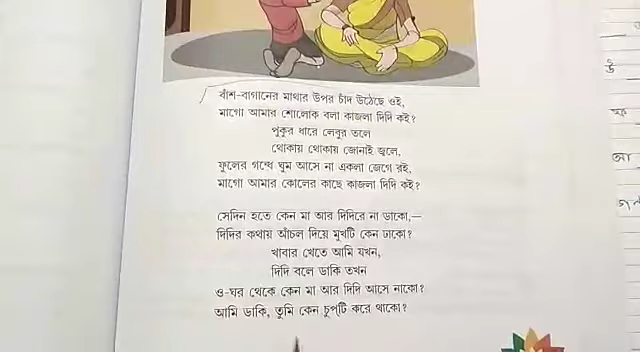 বাঁশ-বাগানের মাথার উপর চাঁদ উঠেছে ওই,
মাগো আমার শোলোক বলা কাজলা দিদি কই?
পুকুর ধারে লেবুর তলে
থোকায় থোকায় জোনাই জ্বলে,
ফুলের গন্ধে ঘুম আসে না একলা জেগে রই,
মাগো আমার কোলের কাছে কাজলা দিদি কই?
সেদিন হতে কেন মা আর দিদিরে না ডাকো,—
দিদির কথায় আঁচল দিয়ে মুখটি কেন ঢাকো?
খাবার খেতে আমি যখন,
দিদি বলে ডাকি তখন
ও-ঘর থেকে কেন মা আর দিদি আসে নাকো?
আমি ডাকি, তুমি কেন চুপ্‌টি করে থাকো?